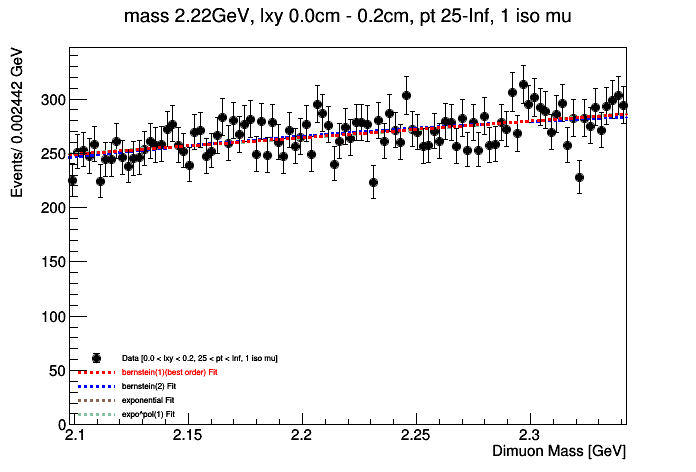 mass 2.22GeV, lxy 0.0cm - 0.2cm, pt 25-Inf, 1 iso mu
Events/ 0.002442 GeV
300
250
200
150
100
50
0
Data [0.0 < lxy < 0.2, 25 < pt < Inf, 1 iso mu]
bernstein(1)(best order) Fit
bernstein(2) Fit
exponential Fit
expo*pol(1) Fit
2.1 2.15 2.2 2.25 2.3
Dimuon Mass [GeV]